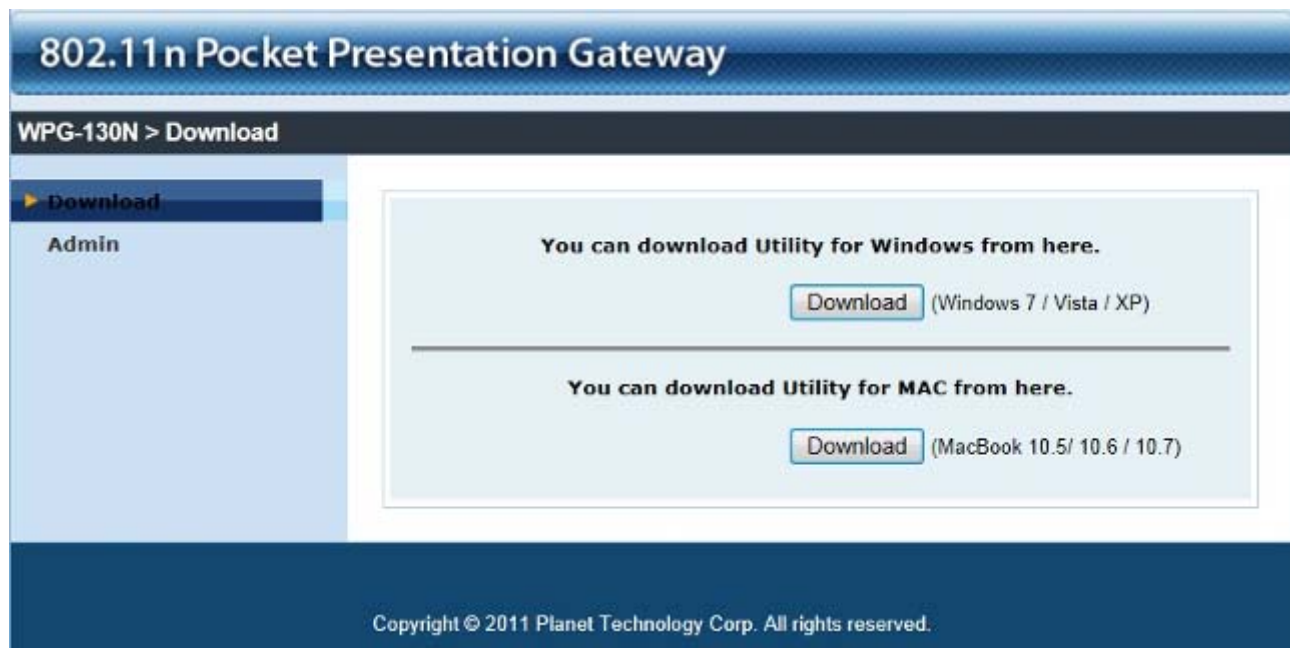 802.11n Pocket Presentation Gateway
WPG-130N > Download
Download
Admin
You can download Utility for Windows from here.
Download (Windows 7 / Vista / XP)
You can download Utility for MAC from here.
Download (MacBook 10.5/ 10.6 / 10.7)
Copyright © 2011 Planet Technology Corp. All rights reserved.